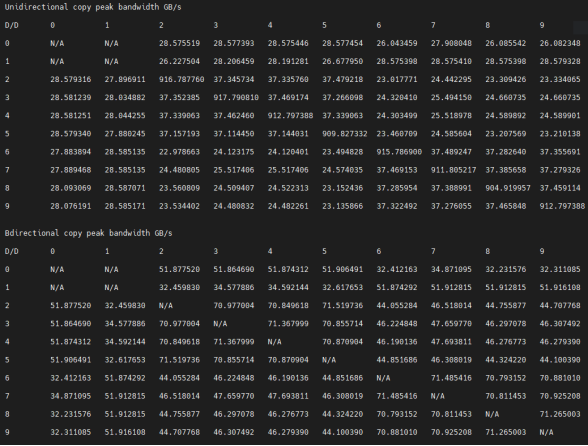 Unidirectional copy peak bandwidth GB/s
D/D 0 1 2 3 4 5 6 7 8 9
0 N/A N/A 28.575519 28.577393 28.575446 28.577454 26.043459 27.908048 26.085542 26.082348
1 N/A N/A 26.227504 28.206459 28.191281 26.677950 28.575398 28.575410 28.575398 28.579328
2 28.579316 27.896911 916.787760 37.345734 37.335760 37.479218 23.017771 24.442295 23.309426 23.334065
3 28.581239 28.034882 37.352385 917.790810 37.469174 37.266098 24.320410 25.494150 24.660735 24.660735
4 28.581251 28.044255 37.339063 37.462460 912.797388 37.339063 24.303499 25.518978 24.589892 24.589901
5 28.579340 27.880245 37.157193 37.114450 37.144031 909.827332 23.460709 24.585604 23.207569 23.210138
6 27.883894 28.585135 22.978663 24.123175 24.120401 23.494828 915.786900 37.489247 37.282640 37.355691
7 27.889468 28.585135 24.480805 25.517406 25.517406 24.574035 37.469153 911.805217 37.385658 37.279326
8 28.093069 28.587071 23.560809 24.509407 24.522313 23.152436 37.285954 37.388991 904.919957 37.459114
9 28.076191 28.585171 23.534402 24.480832 24.482261 23.135866 37.322492 37.276055 37.465848 912.797388
Bdirectional copy peak bandwidth GB/s
D/D 0 1 2 3 4 5 6 7 8 9
0 N/A N/A 51.877520 51.864690 51.874312 51.906491 32.412163 34.871095 32.231576 32.311085
1 N/A N/A 32.459830 34.577886 34.592144 32.617653 51.874292 51.912815 51.912815 51.916108
2 51.877520 32.459830 N/A 70.977004 70.849618 71.519736 44.055284 46.518014 44.755877 44.707768
3 51.864690 34.577886 70.977004 N/A 71.367999 70.855714 46.224848 47.659770 46.297078 46.307492
4 51.874312 34.592144 70.849618 71.367999 N/A 70.870904 46.190136 47.693811 46.276773 46.279390
5 51.906491 32.617653 71.519736 70.855714 70.870904 N/A 44.851686 46.308019 44.324220 44.100390
6 32.412163 51.874292 44.055284 46.224848 46.190136 44.851686 N/A 71.485416 70.793152 70.881010
7 34.871095 51.912815 46.518014 47.659770 47.693811 46.308019 71.485416 N/A 70.811453 70.925208
8 32.231576 51.912815 44.755877 46.297078 46.276773 44.324220 70.793152 70.811453 N/A 71.265003
9 32.311085 51.916108 44.707768 46.307492 46.279390 44.100390 70.881010 70.925208 71.265003 N/A